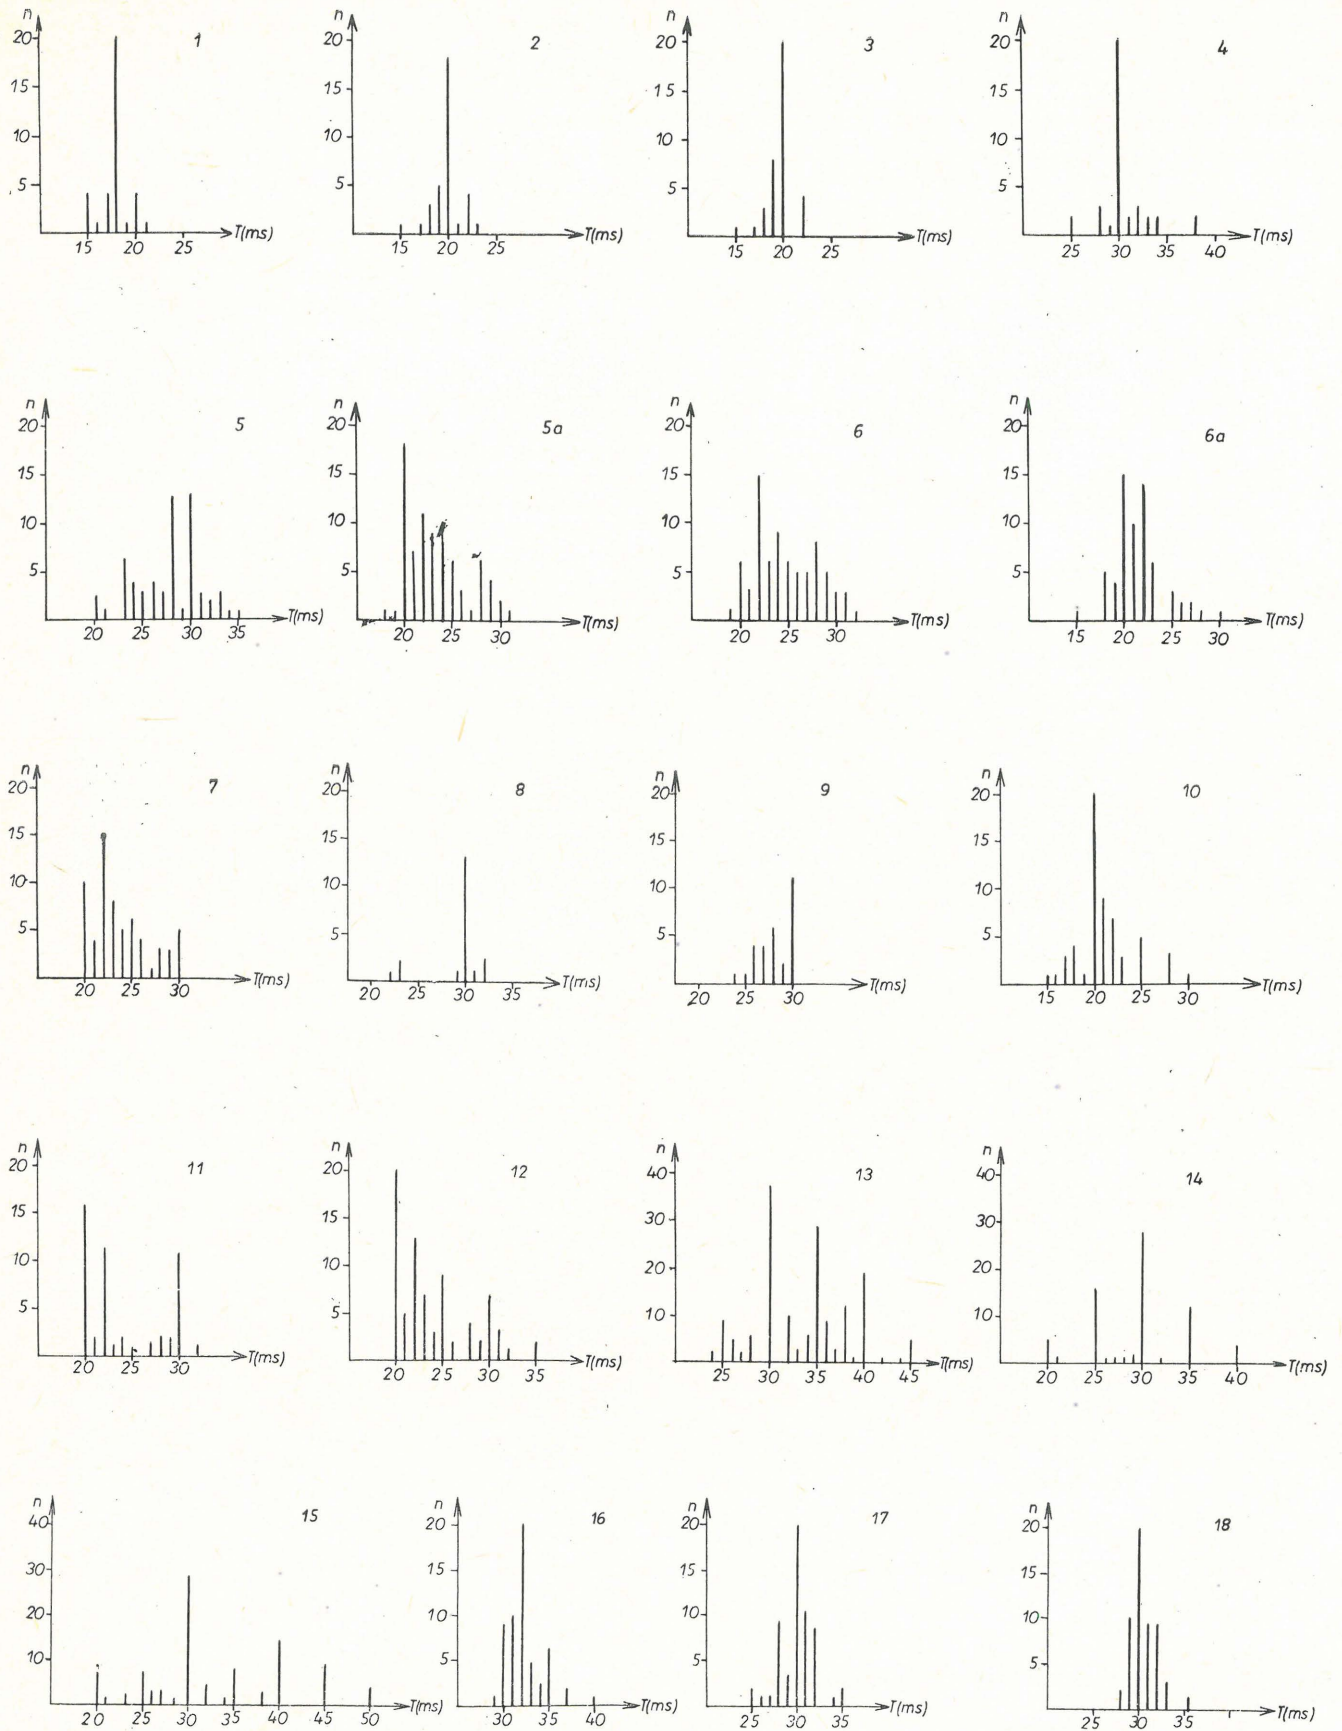 n 20 15 10 5 15 20 25 T(ms) 1
n 20 15 10 5 15 20 25 T(ms) 2
n 20 15 10 5 15 20 25 T(ms) 3
n 20 15 10 5 25 30 35 40 T(ms) 4
n 20 15 10 5 20 25 30 35 T(ms) 5
n 20 15 10 5 20 25 30 T(ms) 5a
n 20 15 10 5 20 25 30 T(ms) 6
n 20 15 10 5 15 20 25 30 T(ms) 6a
n 20 15 10 5 20 25 30 T(ms) 7
n 20 15 10 5 20 25 30 35 T(ms) 8
n 20 15 10 5 20 25 30 T(ms) 9
n 20 15 10 5 15 20 25 30 T(ms) 10
n 20 15 10 5 20 25 30 T(ms) 11
n 20 15 10 5 20 25 30 35 T(ms) 12
n 40 30 20 10 25 30 35 40 45 T(ms) 13
n 40 30 20 10 20 25 30 35 40 T(ms) 14
n 40 30 20 10 20 25 30 35 40 45 50 T(ms) 15
n 20 15 10 5 30 35 40 T(ms) 16
n 20 15 10 5 25 30 35 T(ms) 17
n 20 15 10 5 25 30 35 T(ms) 18